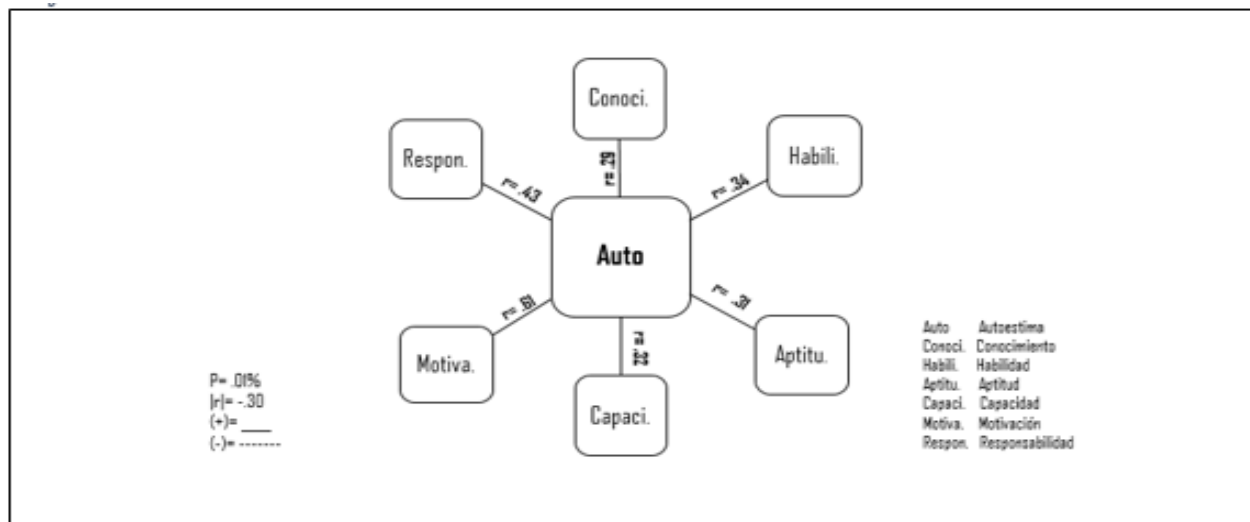 Conoci.
Respon.
Habili.
r= .29
r= .43
r= .34
Auto
r= .61
r= .31
r= .32
Motiva.
Aptitu.
Capaci.
P= .01%
|r|= -.30
(+)= ____
(-)= -------
Auto Autoestima
Conoci. Conocimiento
Habili. Habilidad
Aptitu. Aptitud
Capaci. Capacidad
Motiva. Motivación
Respon. Responsabilidad